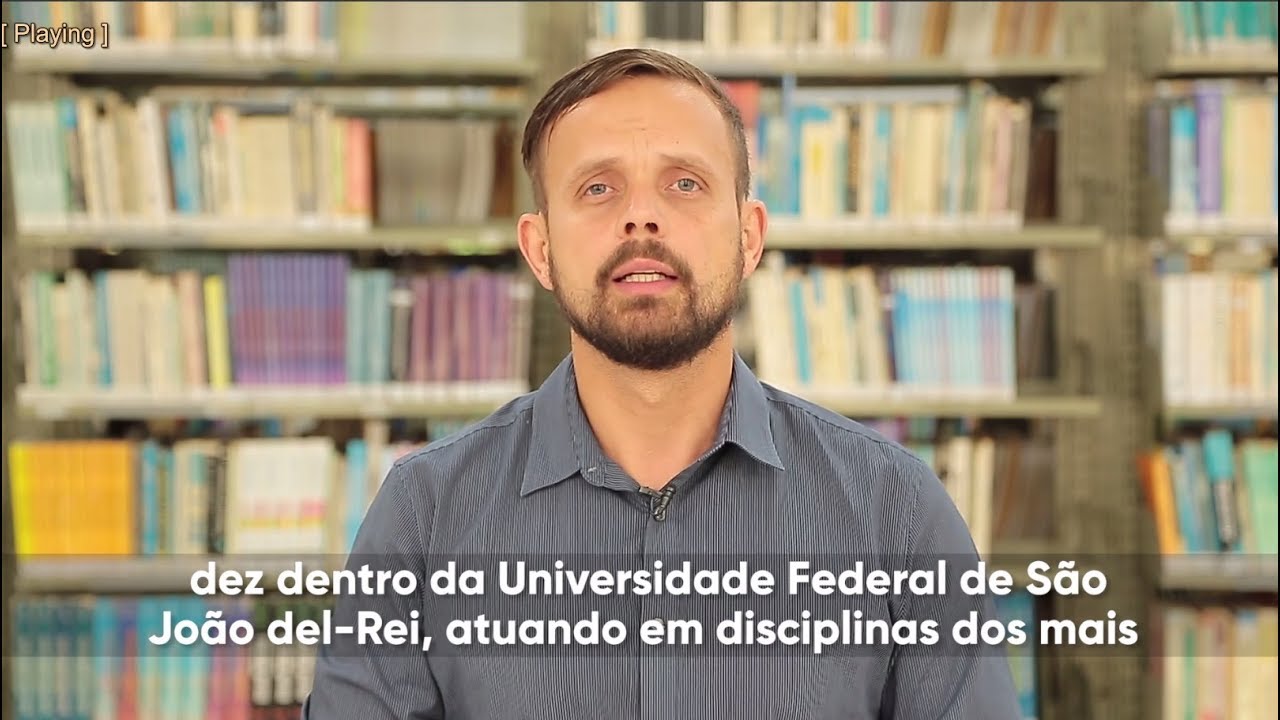 [ Playing ]
dez dentro da Universidade Federal de São
João del-Rei, atuando em disciplinas dos mais